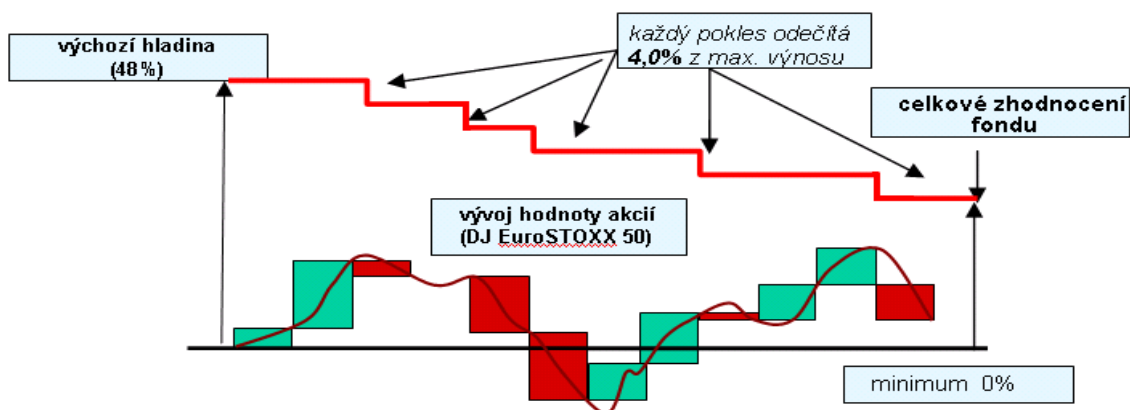 výchozí hladina
(48%)
každý pokles odečítá
4,0% z max. výnosu
celkové zhodnocení
fondu
vývoj hodnoty akcií
(DJ EuroSTOXX 50)
minimum 0%